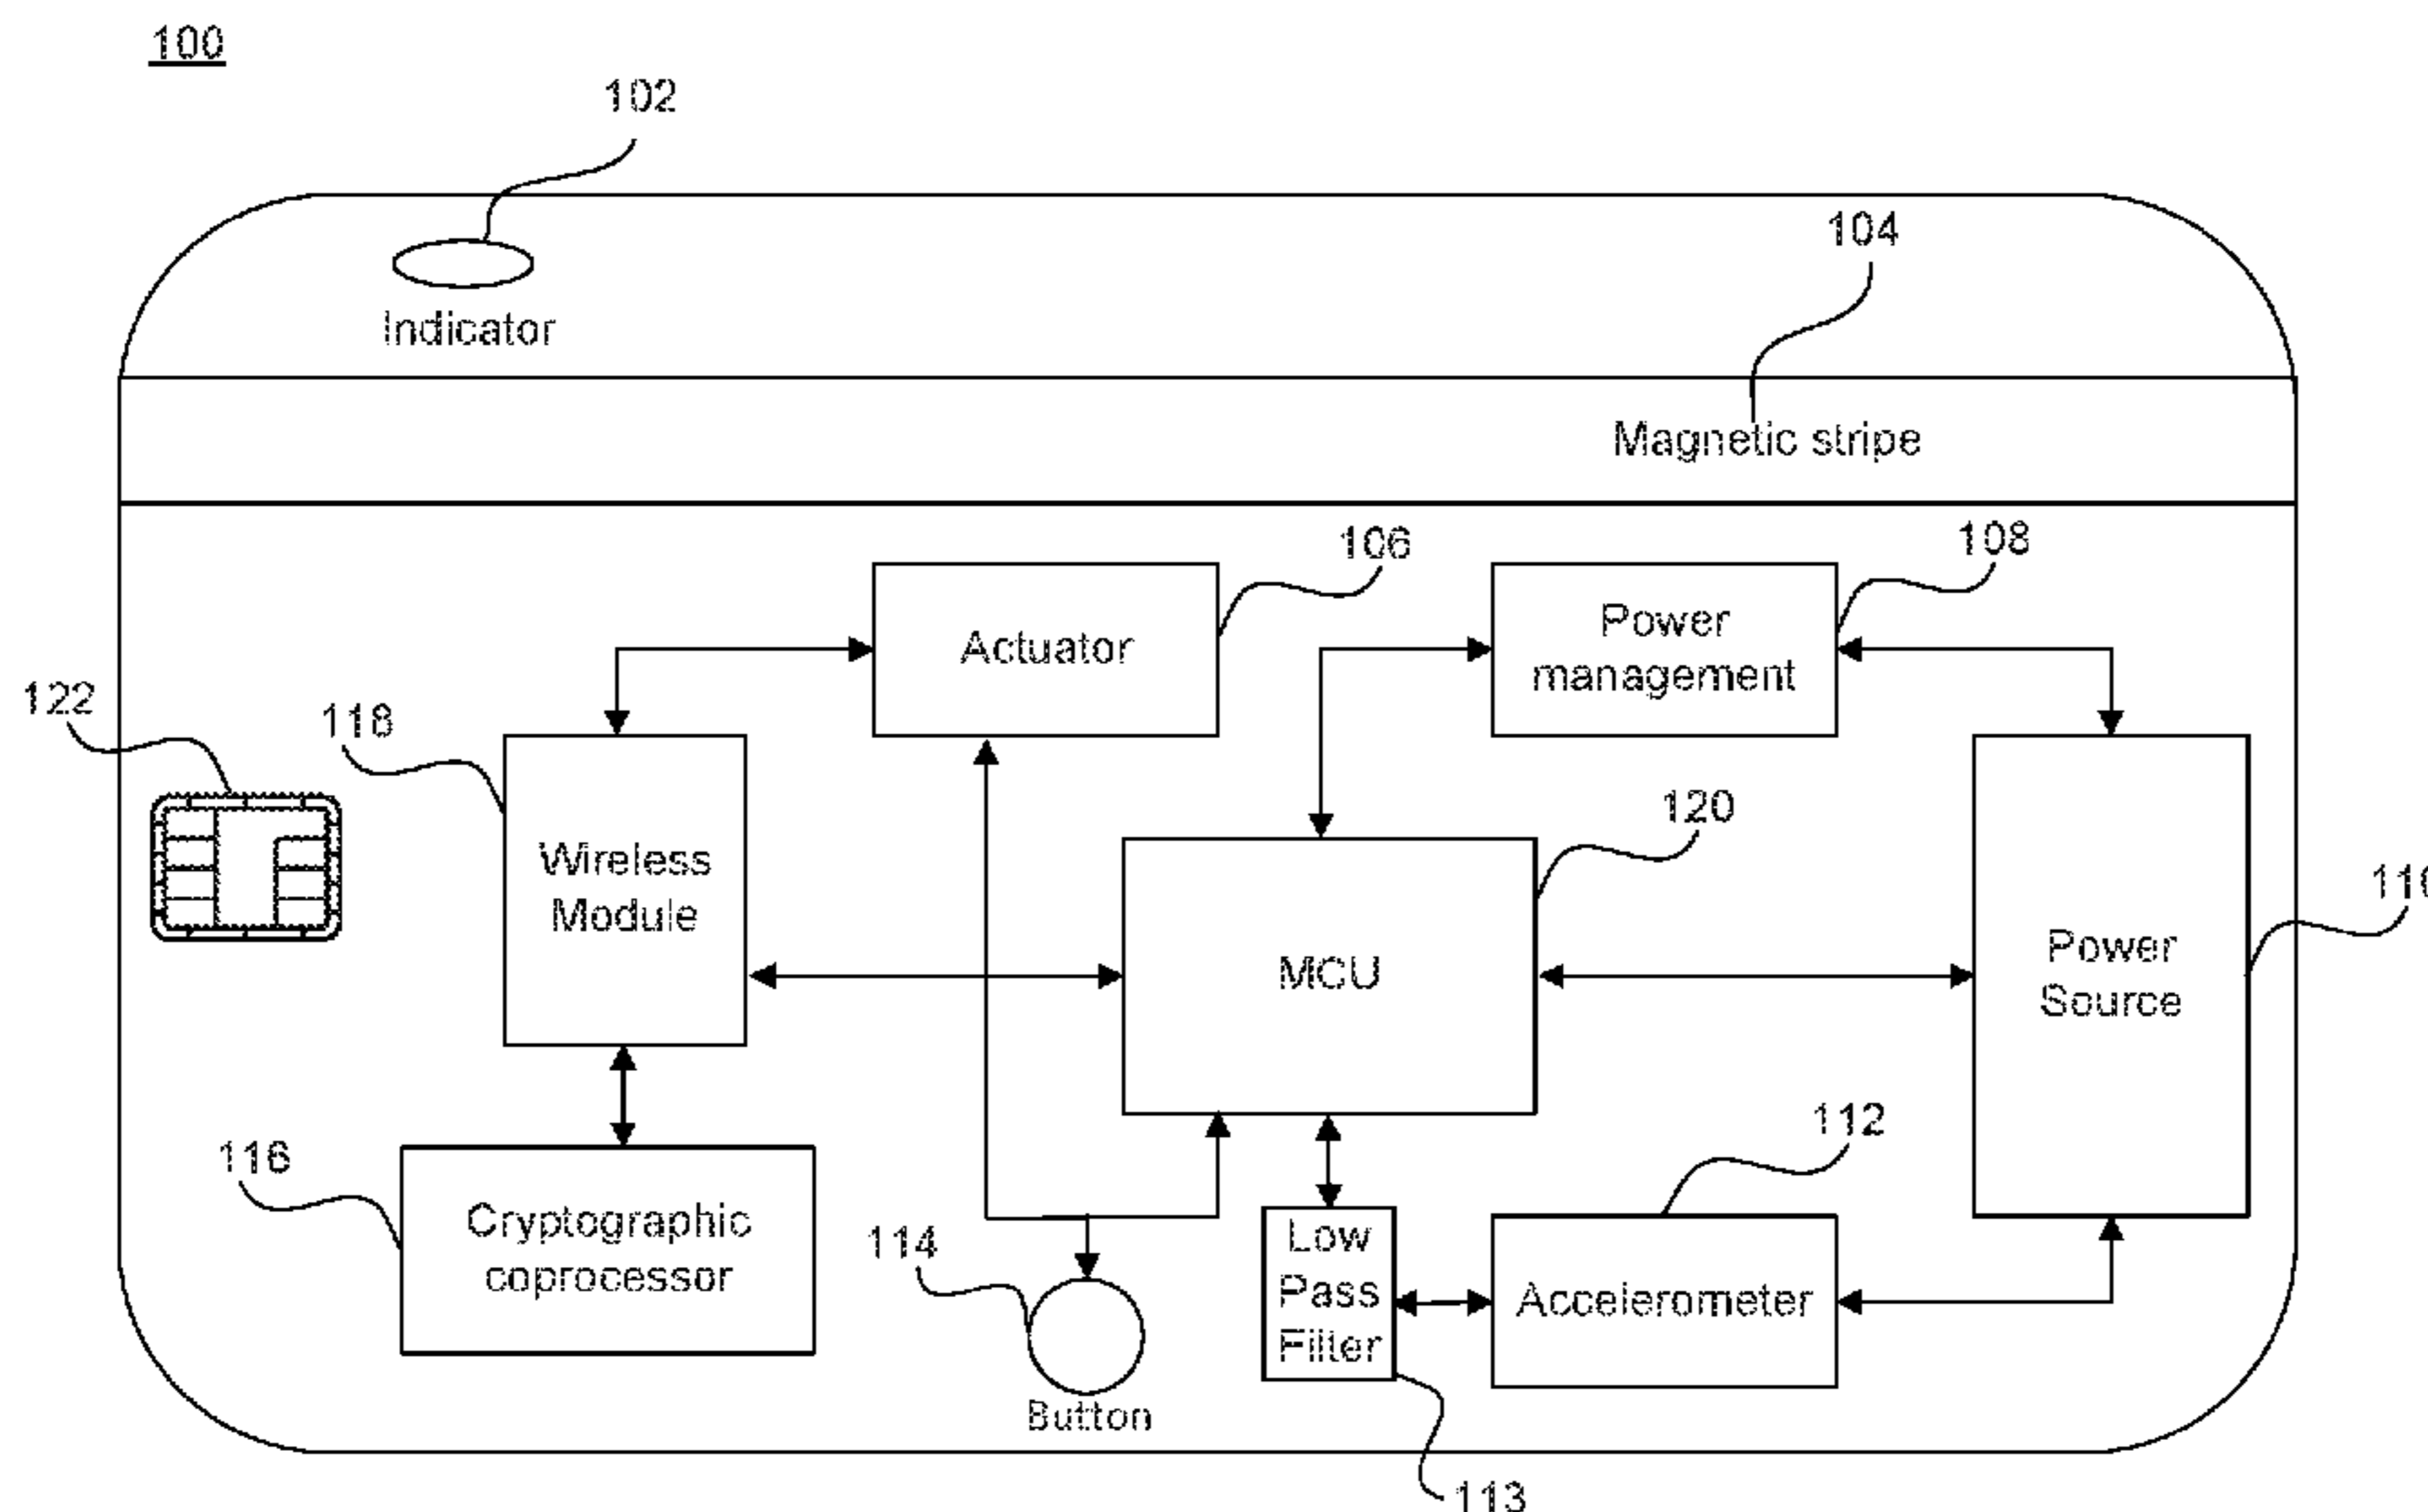 100
102
104
Indicator
Magnetic stripe
106
108
Actuator
Power
management
122
118
120
Wireless
Module
MCU
110
Power
Source
112
116
Cryptographic
coprocessor
114
Low
Pass
Filter
Accelerometer
Button
113